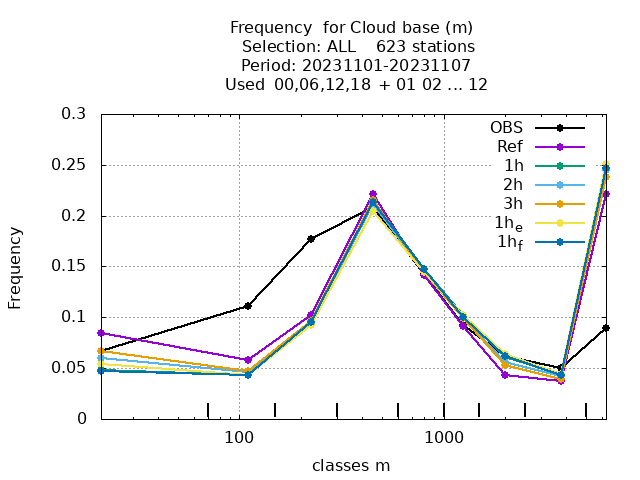 Frequency  for Cloud base (m)
Selection: ALL    623 stations
Period: 20231101-20231107
Used  00,06,12,18  + 01 02 ... 12
0.3
0.25
0.2
0.15
0.1
0.05
0
Frequency
OBS
Ref
1h
2h
3h
1he
1hf
100
1000
classes m